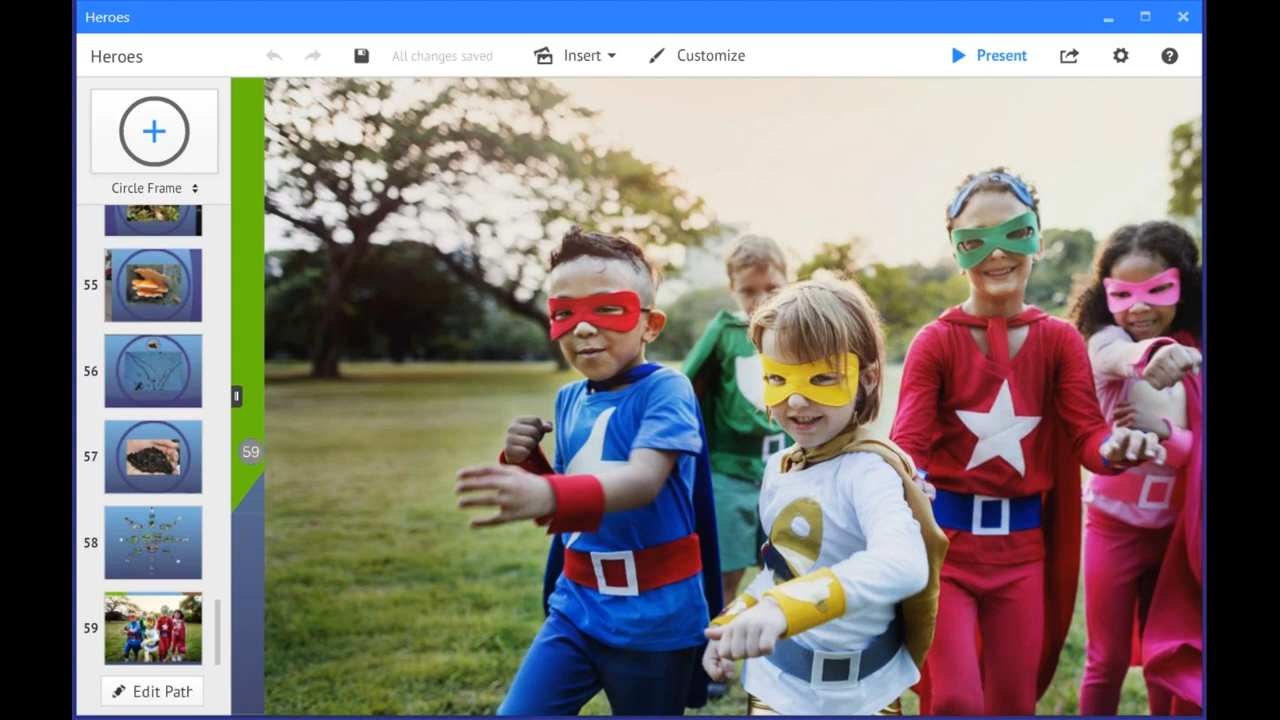 Heroes
Heroes
All changes saved
Insert
Customize
Present
Circle Frame
55
56
57
58
59
59
Edit Path